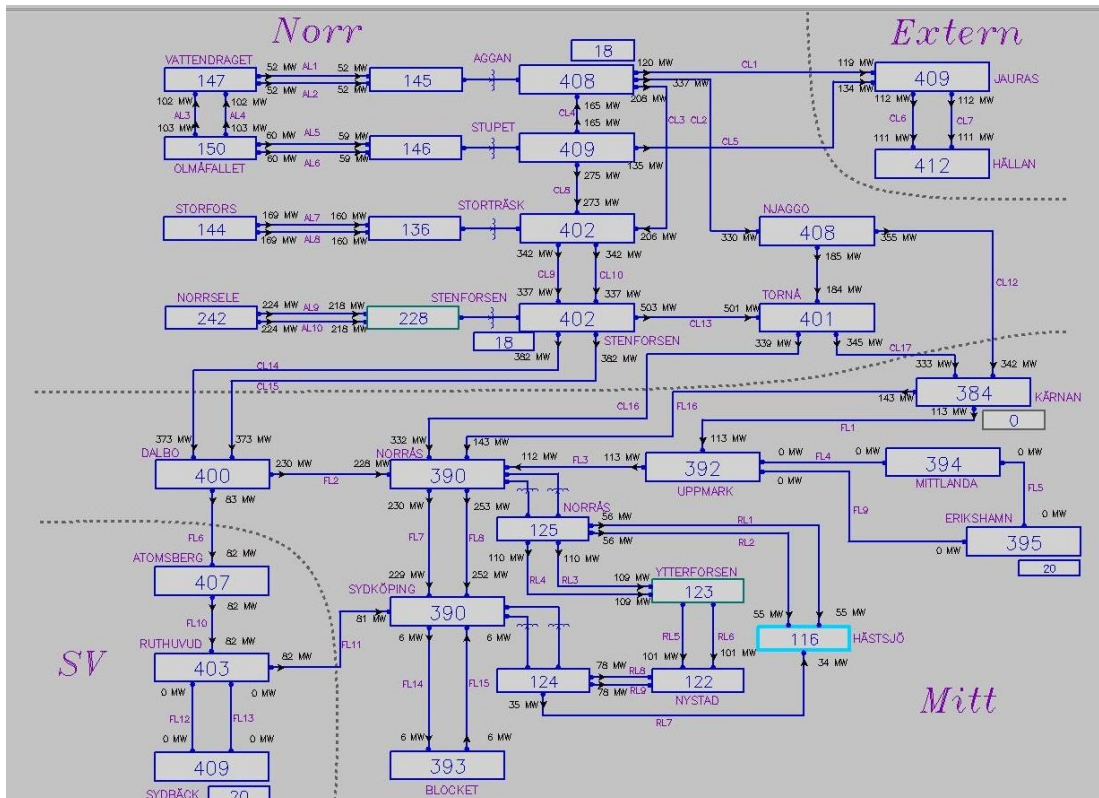 Norr
Extern
VATTENDRAGET
AGGAN
18
147
52 MW AL1 52 MW
52 MW AL2 52 MW
145
408
120 MW
337 MW
208 MW
CL1
119 MW
134 MW
409
JAURAS
102 MW
102 MW
AL3
AL4
103 MW
103 MW
CL4
165 MW
165 MW
CL3
CL2
112 MW
112 MW
CL6
CL7
111 MW
111 MW
STUPET
150
60 MW AL5 59 MW
60 MW AL6 59 MW
146
409
135 MW
CL5
412
OLMÅFALLET
HÄLLAN
275 MW
CL8
273 MW
STORFORS
STORTRÄSK
NJAGGO
144
169 MW AL7 160 MW
169 MW AL8 160 MW
136
402
206 MW
330 MW
408
355 MW
342 MW
342 MW
CL9
CL10
337 MW
337 MW
185 MW
184 MW
CL12
NORRSELE
STENFORSEN
TORNÅ
242
224 MW AL9 218 MW
224 MW AL10 218 MW
228
402
503 MW
CL13
501 MW
401
18
STENFORSEN
382 MW
382 MW
339 MW
345 MW
CL17
333 MW
342 MW
CL14
CL15
CL16
FL16
143 MW
384
KÄRNAN
113 MW
0
FL1
373 MW
373 MW
332 MW
143 MW
113 MW
DALBO
NORRÅS
400
230 MW
FL2
228 MW
390
112 MW
FL3
113 MW
392
UPPMARK
0 MW
0 MW
FL4
0 MW
394
MITTLANDA
0 MW
FL5
FL9
83 MW
230 MW
253 MW
NORRÅS
125
56 MW
56 MW
RL1
RL2
ERIKSHAMN
0 MW
0 MW
395
20
FL6
FL7
FL8
110 MW
110 MW
RL4
RL3
82 MW
ATOMSBERG
407
229 MW
252 MW
109 MW
109 MW
YTTERFORSEN
123
SYDKÖPING
390
82 MW
FL10
82 MW
81 MW
RL5
RL6
55 MW
55 MW
116
HÄSTSJÖ
34 MW
RUTHUVUD
403
82 MW
FL11
6 MW
6 MW
101 MW
101 MW
SV
124
78 MW RL8
78 MW RL9
122
NYSTAD
0 MW
0 MW
FL12
FL13
FL14
FL15
35 MW
RL7
Mitt
0 MW
0 MW
6 MW
6 MW
409
393
BLOCKET
SYDBÄCK
20